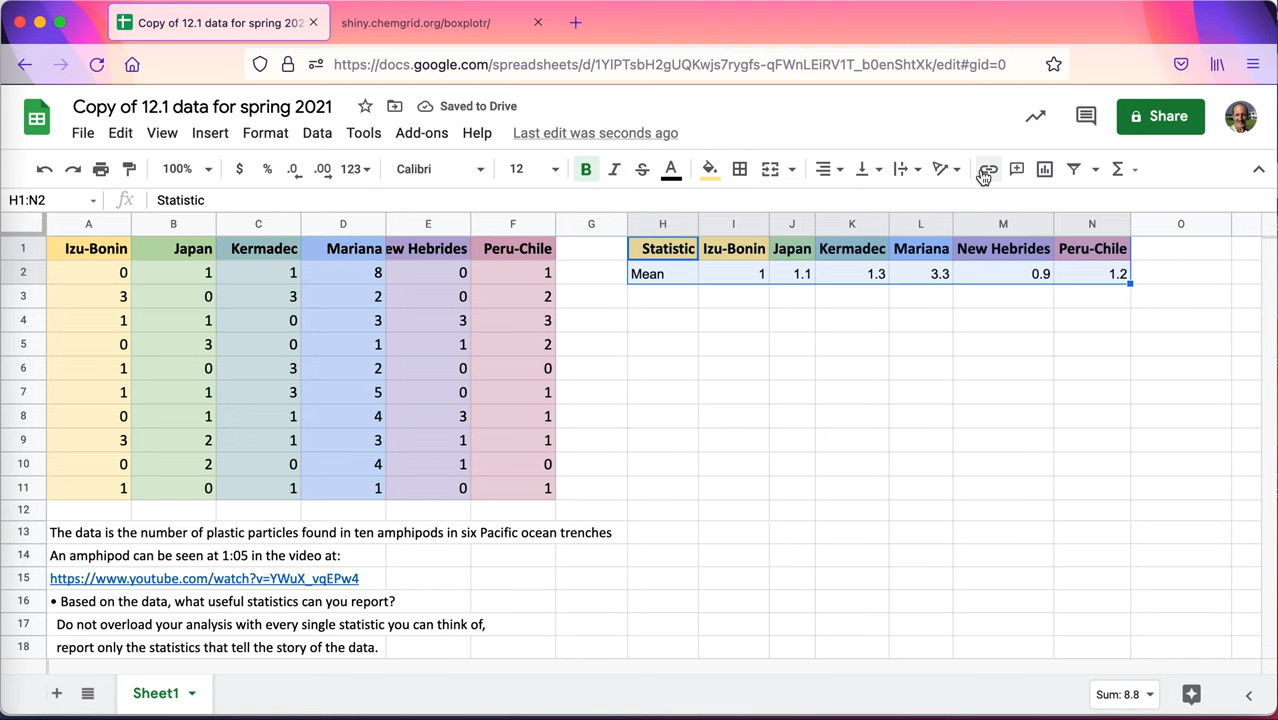 Copy of 12.1 data for spring 202
shiny.chemgrid.org/boxplotr/
https://docs.google.com/spreadsheets/d/1YlPTsbH2gUQKwjs7rygfs-qFWnLEiRV1T_b0enShtXk/edit#gid=0
Copy of 12.1 data for spring 2021
Saved to Drive
Share
File Edit View Insert Format Data Tools Add-ons Help Last edit was seconds ago
100% $ % .0 .00 123 Calibri 12 B I S A Σ
H1:N2 fx Statistic
A B C D E F G H I J K L M N O
1 Izu-Bonin Japan Kermadec Mariana ew Hebrides Peru-Chile Statistic Izu-Bonin Japan Kermadec Mariana New Hebrides Peru-Chile
2 0 1 1 8 0 1 Mean 1 1.1 1.3 3.3 0.9 1.2
3 3 0 3 2 0 2
4 1 1 0 3 3 3
5 0 3 0 1 1 2
6 1 0 3 2 0 0
7 1 1 3 5 0 1
8 0 1 1 4 3 1
9 3 2 1 3 1 1
10 0 2 0 4 1 0
11 1 0 1 1 0 1
12
13 The data is the number of plastic particles found in ten amphipods in six Pacific ocean trenches
14 An amphipod can be seen at 1:05 in the video at:
15 https://www.youtube.com/watch?v=YWuX_vqEPw4
16 • Based on the data, what useful statistics can you report?
17 Do not overload your analysis with every single statistic you can think of,
18 report only the statistics that tell the story of the data.
Sheet1
Sum: 8.8